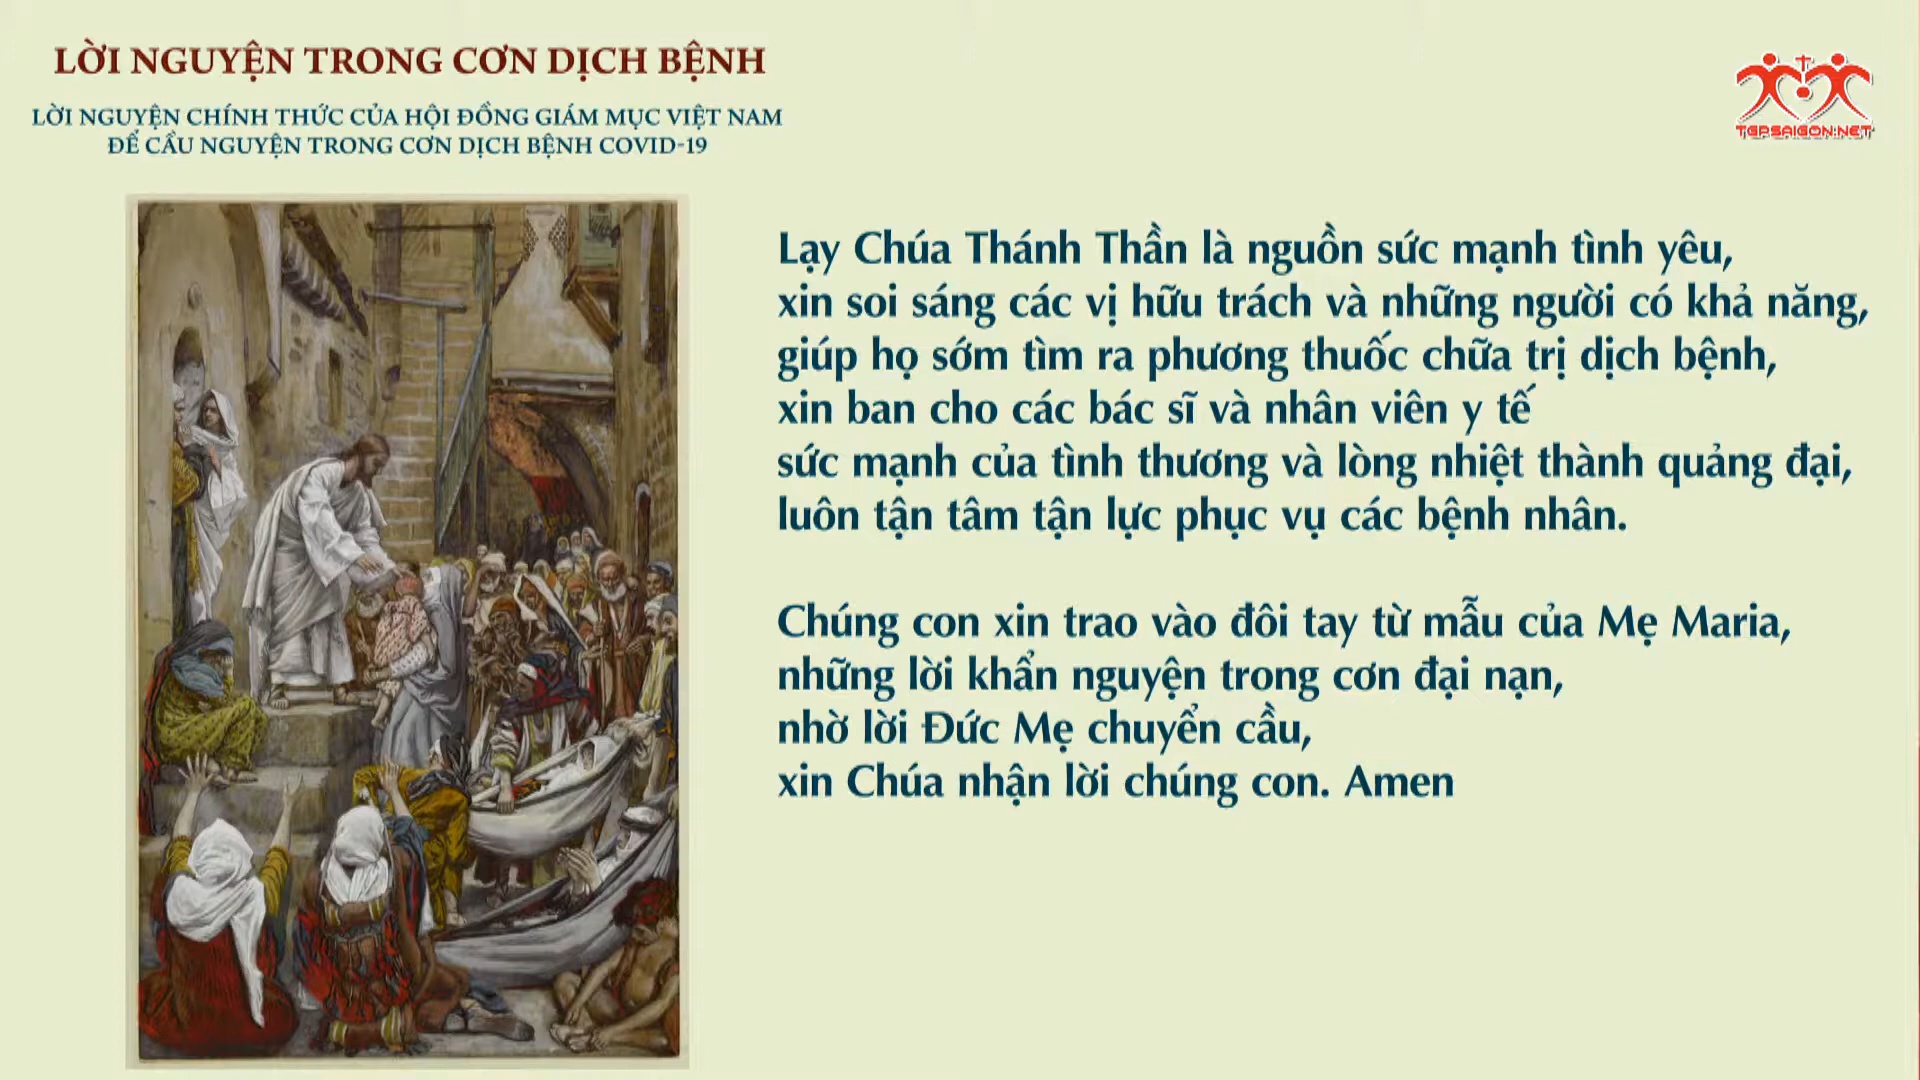 LỜI NGUYỆN TRONG CƠN DỊCH BỆNH
LỜI NGUYỆN CHÍNH THỨC CỦA HỘI ĐỒNG GIÁM MỤC VIỆT NAM
ĐỂ CẦU NGUYỆN TRONG CƠN DỊCH BỆNH COVID-19
TGPSAIGON.NET
Lạy Chúa Thánh Thần là nguồn sức mạnh tình yêu,
xin soi sáng các vị hữu trách và những người có khả năng,
giúp họ sớm tìm ra phương thuốc chữa trị dịch bệnh,
xin ban cho các bác sĩ và nhân viên y tế
sức mạnh của tình thương và lòng nhiệt thành quảng đại,
luôn tận tâm tận lực phục vụ các bệnh nhân.
Chúng con xin trao vào đôi tay từ mẫu của Mẹ Maria,
những lời khẩn nguyện trong cơn đại nạn,
nhờ lời Đức Mẹ chuyển cầu,
xin Chúa nhận lời chúng con. Amen